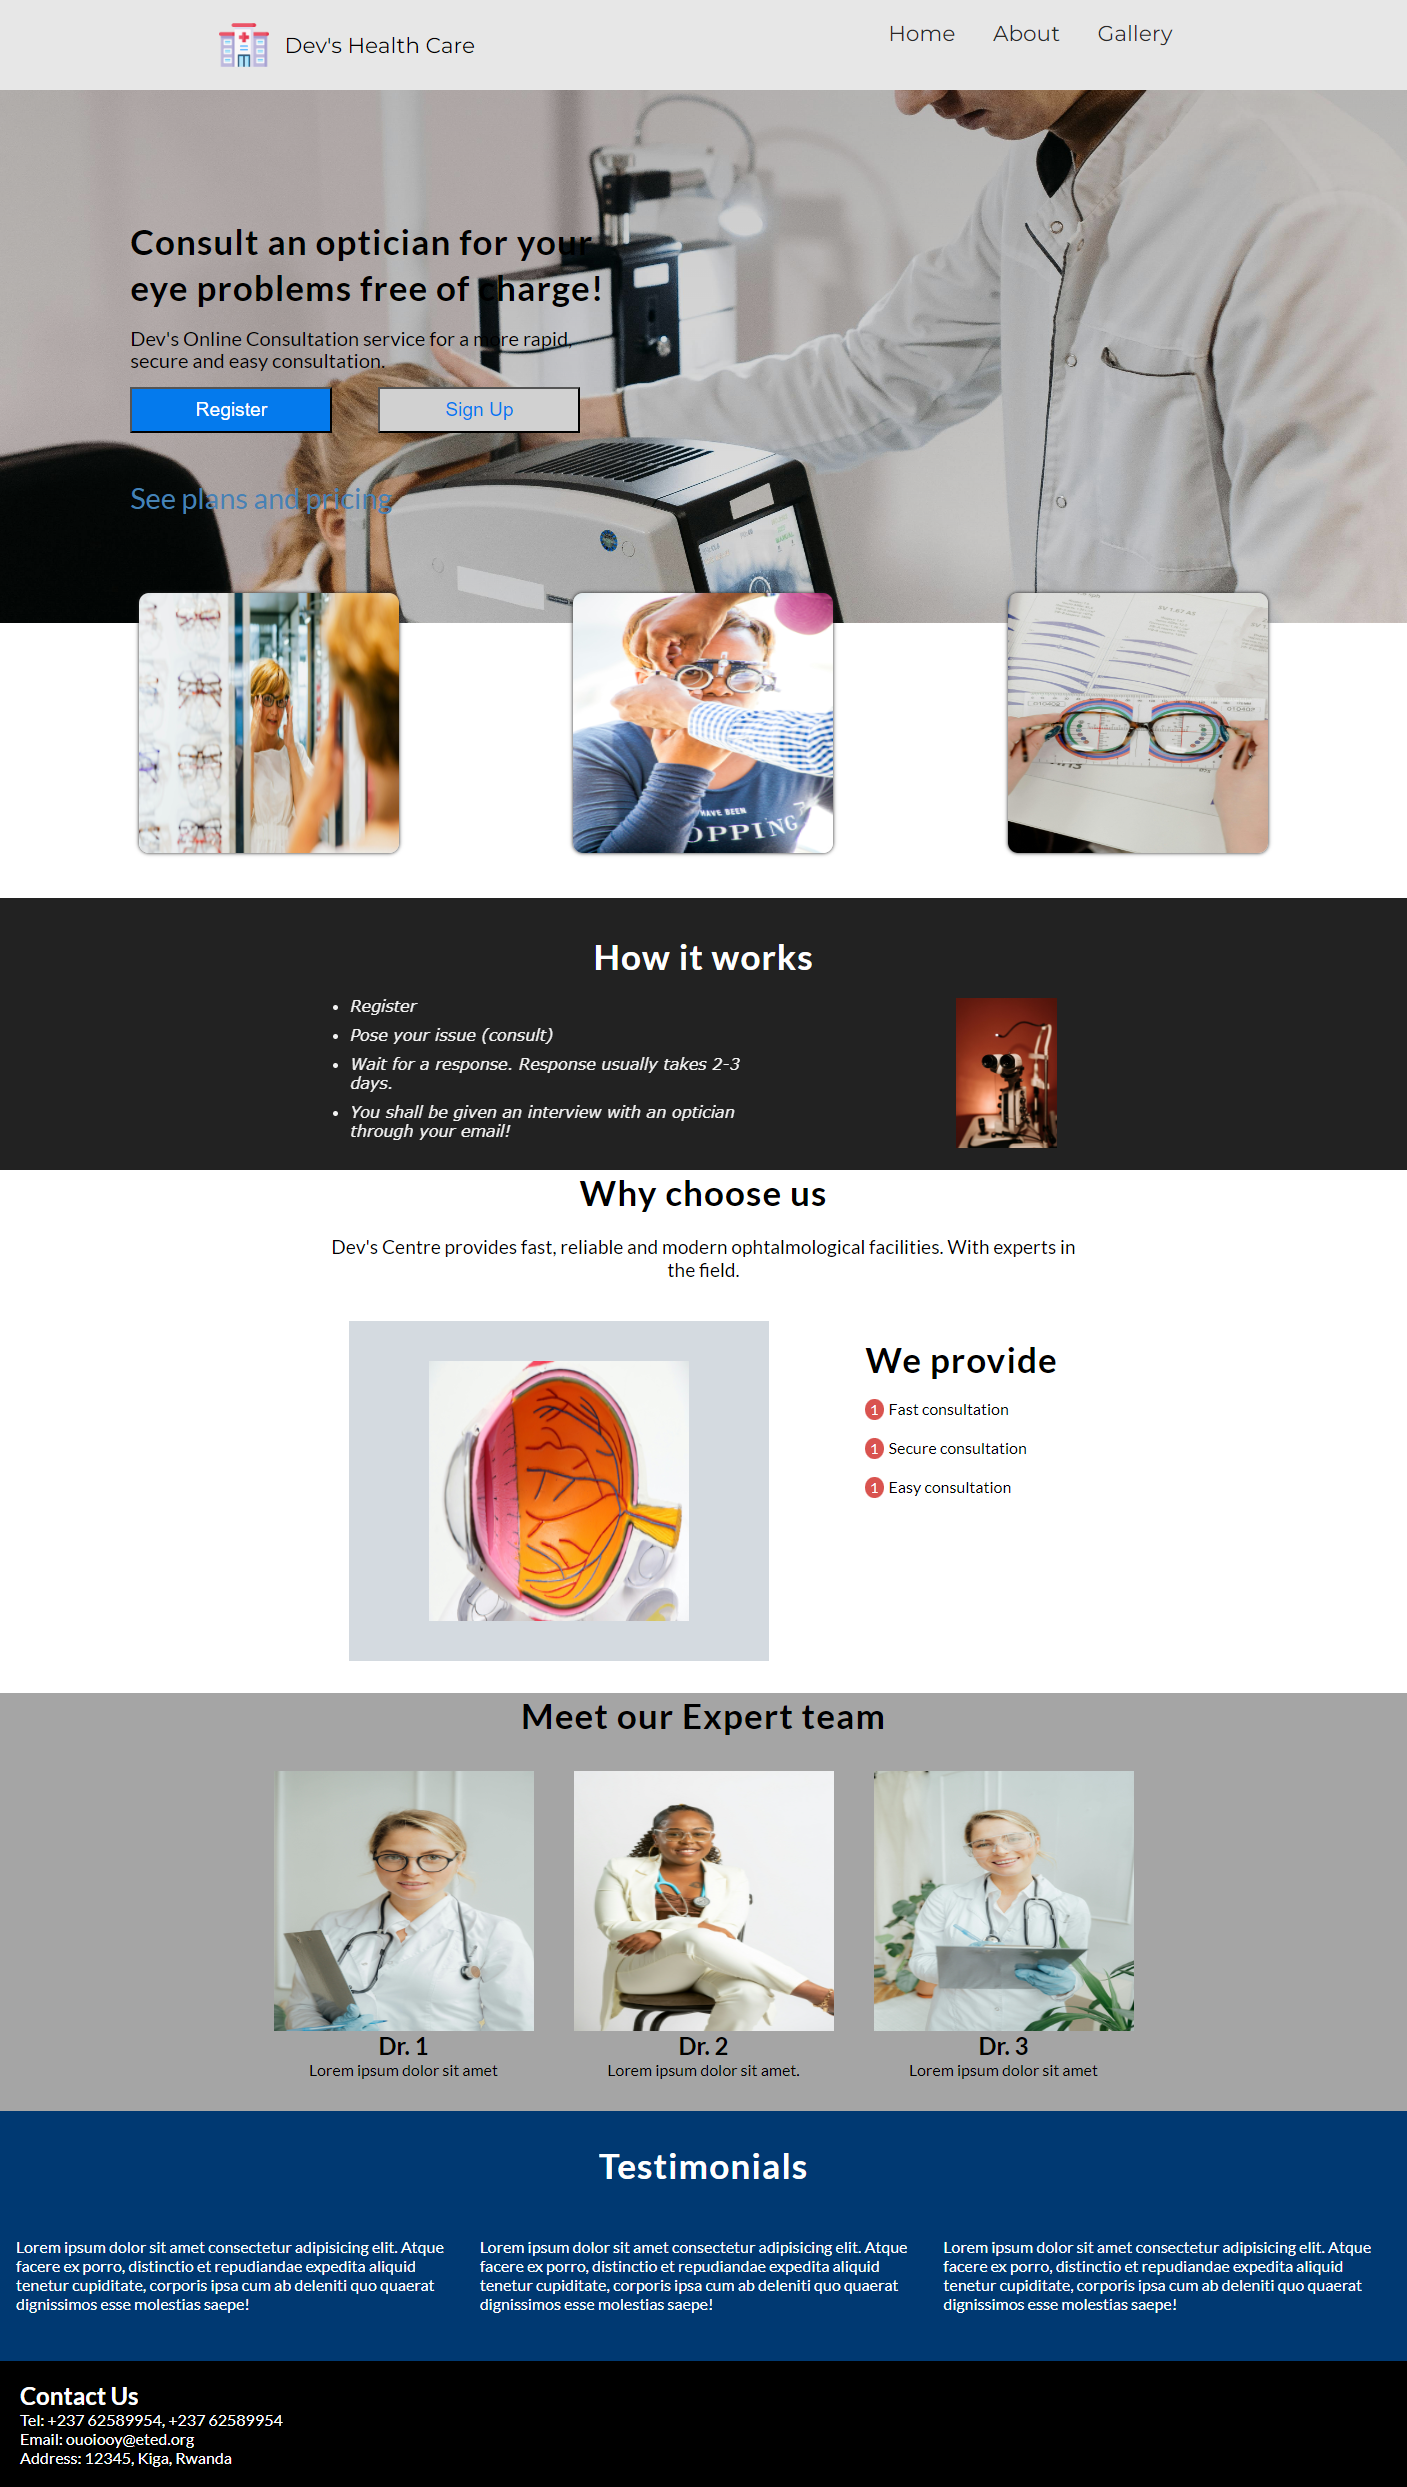 Dev's Health Care
Home
About
Gallery
Consult an optician for your
eye problems free of charge!
Dev's Online Consultation service for a more rapid,
secure and easy consultation.
Register
Sign Up
See plans and pricing
HAVE BEEN
OPPING
How it works
• Register
• Pose your issue (consult)
• Wait for a response. Response usually takes 2-3
days.
• You shall be given an interview with an optician
through your email!
Why choose us
Dev's Centre provides fast, reliable and modern ophtalmological facilities. With experts in
the field.
We provide
1 Fast consultation
1 Secure consultation
1 Easy consultation
Meet our Expert team
Dr. 1
Lorem ipsum dolor sit amet
Dr. 2
Lorem ipsum dolor sit amet.
Dr. 3
Lorem ipsum dolor sit amet
Testimonials
Lorem ipsum dolor sit amet consectetur adipisicing elit. Atque
facere ex porro, distinctio et repudiandae expedita aliquid
tenetur cupiditate, corporis ipsa cum ab deleniti quo quaerat
dignissimos esse molestias saepe!
Lorem ipsum dolor sit amet consectetur adipisicing elit. Atque
facere ex porro, distinctio et repudiandae expedita aliquid
tenetur cupiditate, corporis ipsa cum ab deleniti quo quaerat
dignissimos esse molestias saepe!
Lorem ipsum dolor sit amet consectetur adipisicing elit. Atque
facere ex porro, distinctio et repudiandae expedita aliquid
tenetur cupiditate, corporis ipsa cum ab deleniti quo quaerat
dignissimos esse molestias saepe!
Contact Us
Tel: +237 62589954, +237 62589954
Email: ouoiooy@eted.org
Address: 12345, Kiga, Rwanda